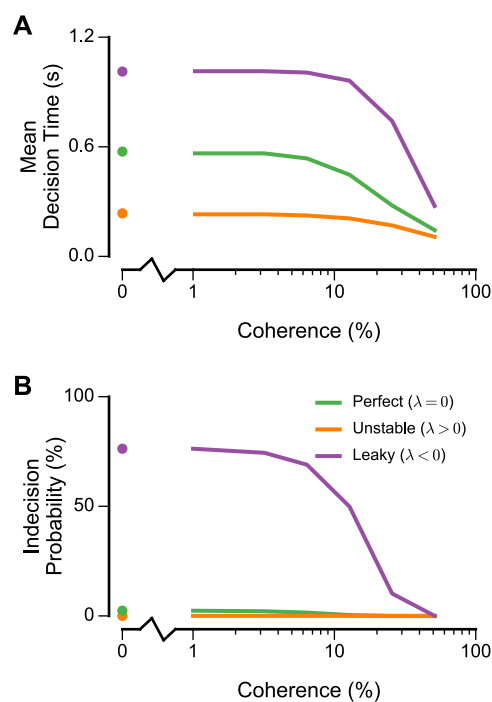 A
1.2
0.6
0.0
Mean
Decision Time (s)
0
1
10
100
Coherence (%)
B
100
50
0
Indecision
Probability (%)
Perfect (λ = 0)
Unstable (λ > 0)
Leaky (λ < 0)
0
1
10
100
Coherence (%)